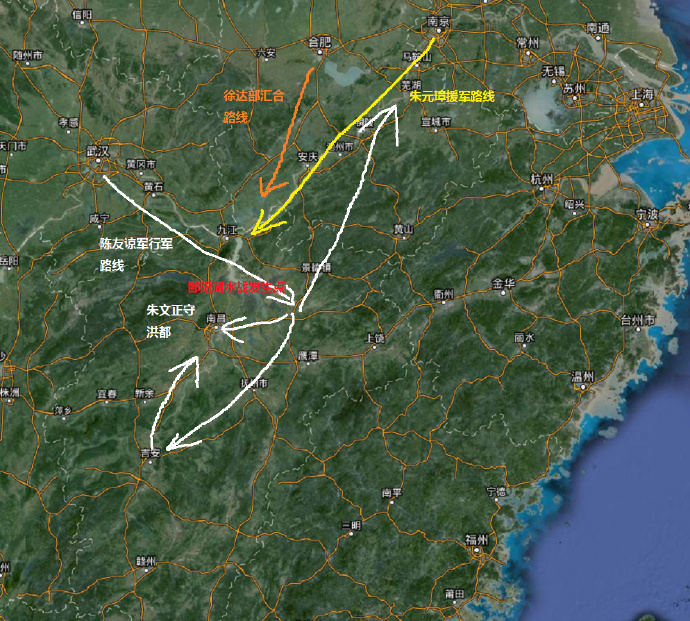 信阳
南京
南通
合肥
六安
马鞍山
常州
随州市
无锡
芜湖
苏州
上海
徐达部汇合
路线
朱元璋援军路线
孝感
宣城市
天门市
武汉
黄冈市
安庆
池州市
黄石
杭州
绍兴
宁波
咸宁
九江
黄山
陈友谅军行军
路线
岳阳
景德镇
鄱阳湖水战发生点
衢州
金华
朱文正守
洪都
南昌
台州市
上饶
丽水
鹰潭
温州
株洲
宜春
新余
抚州市
萍乡
吉安
南平
宁德
三明
福州
赣州
莆田